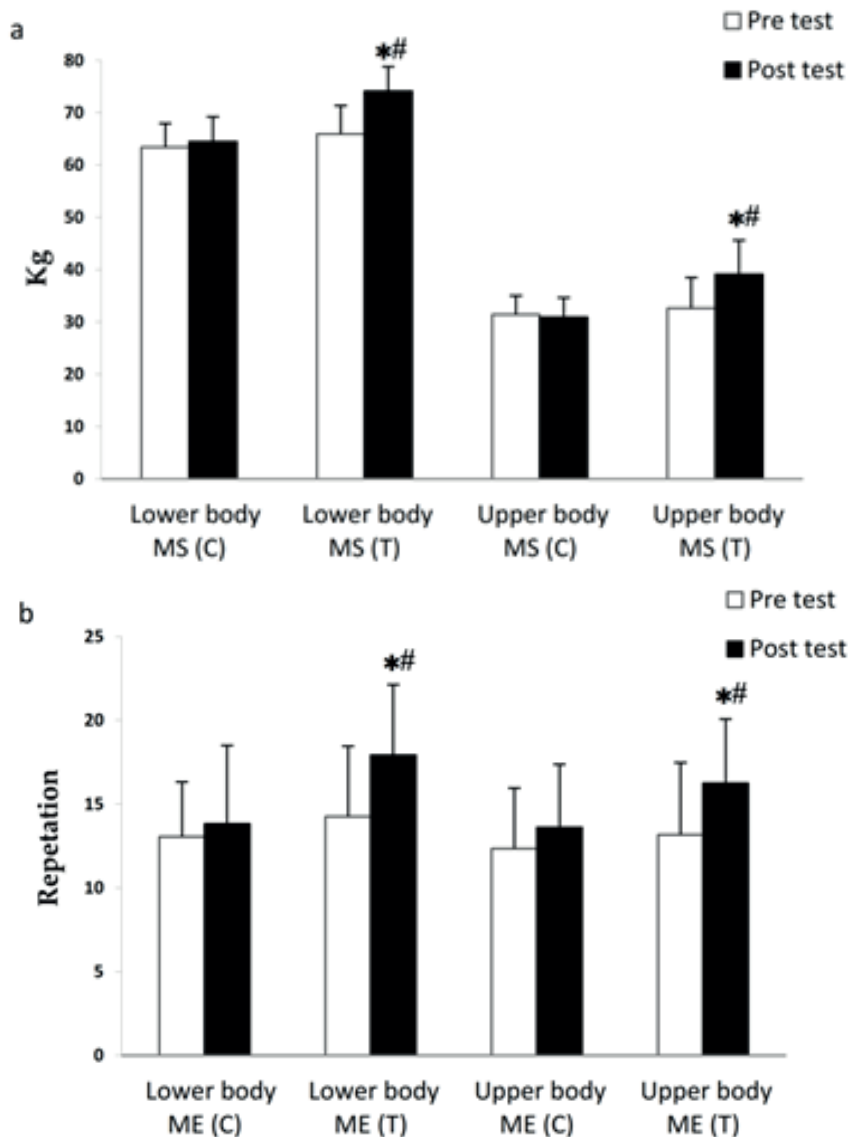 a
Pre test
Post test
*#
*#
80
70
60
50
40
30
20
10
0
Kg
Lower body
MS (C)
Lower body
MS (T)
Upper body
MS (C)
Upper body
MS (T)
b
Pre test
Post test
*#
*#
25
20
15
10
5
0
Repetation
Lower body
ME (C)
Lower body
ME (T)
Upper body
ME (C)
Upper body
ME (T)